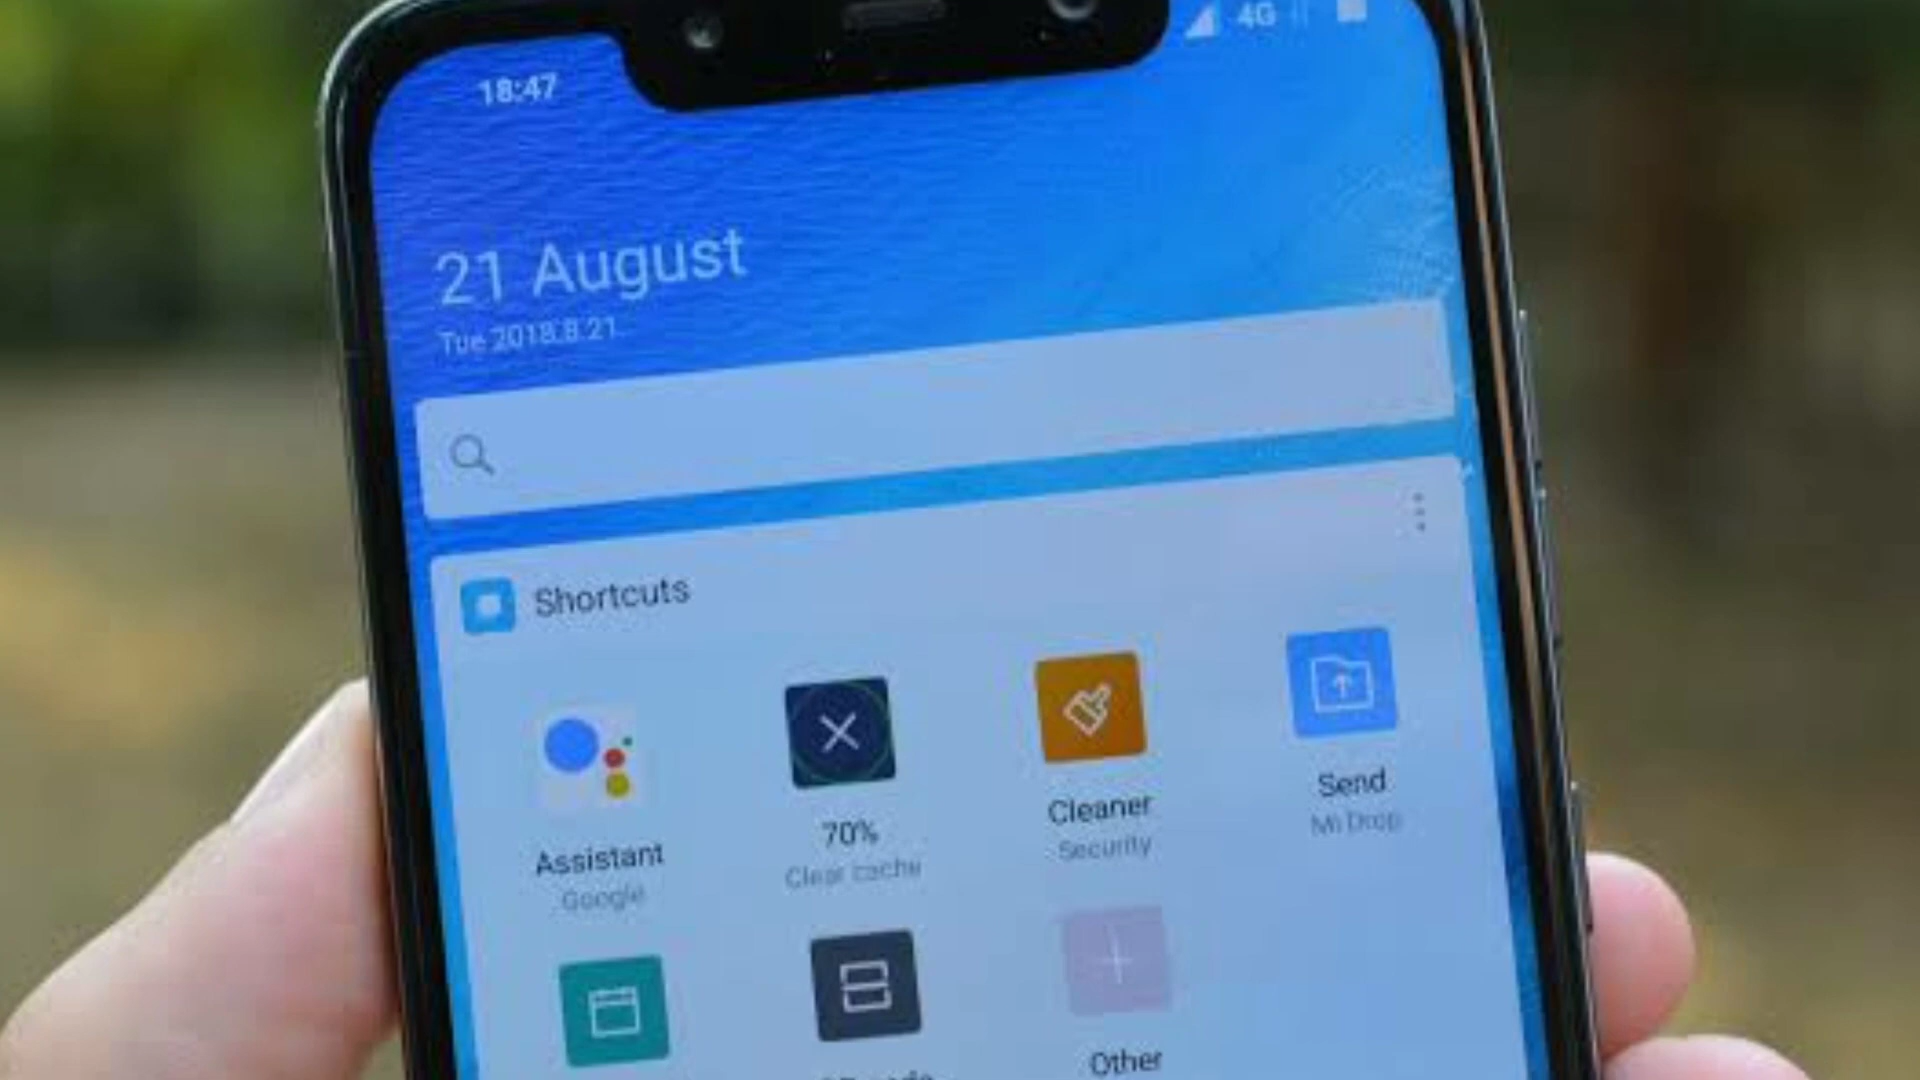 18:47
4G
21 August
Tue 2018.8.21
Shortcuts
Assistant
Google
70%
Clear cache
Cleaner
Security
Send
Mi Drop
Other